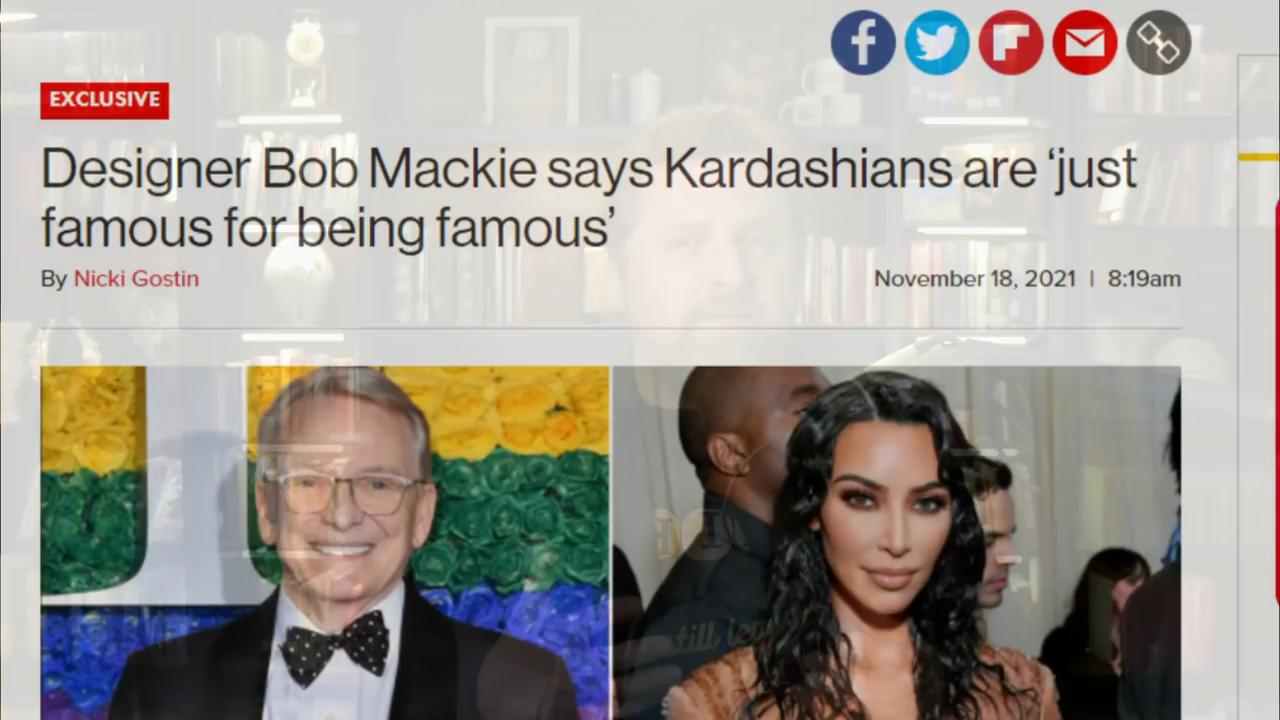 EXCLUSIVE
Designer Bob Mackie says Kardashians are ‘just
famous for being famous’
By Nicki Gostin
November 18, 2021 | 8:19am